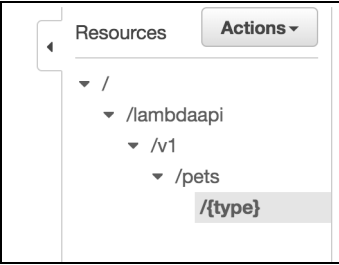 Resources
Actions
/
/lambdaapi
/v1
/pets
/{type}